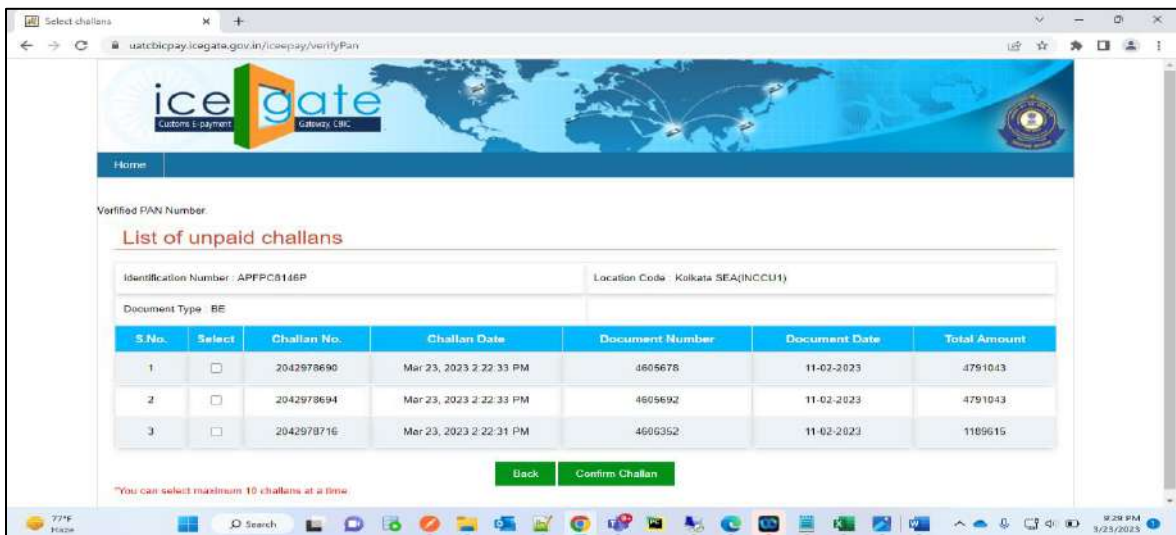 Select challans
uatcbicpay.icegate.gov.in/iceepay/verifyPan
ice gate
Customs E-payment Gateway, CBIC
Home
Verfified PAN Number.
List of unpaid challans
Identification Number : APFPC8146P Location Code : Kolkata SEA(INCCU1)
Document Type : BE
S.No. Select Challan No. Challan Date Document Number Document Date Total Amount
1 2042978690 Mar 23, 2023 2:22:33 PM 4605678 11-02-2023 4791043
2 2042978694 Mar 23, 2023 2:22:33 PM 4605692 11-02-2023 4791043
3 2042978716 Mar 23, 2023 2:22:31 PM 4606352 11-02-2023 1189615
Back Confirm Challan
*You can select maximum 10 challans at a time
77°F
Haze
Search
9:29 PM
3/23/2023